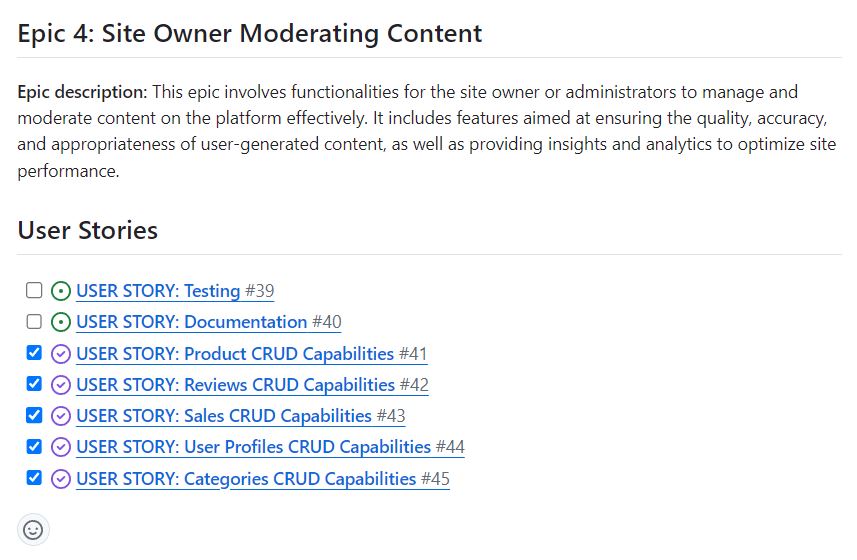 Epic 4: Site Owner Moderating Content
Epic description: This epic involves functionalities for the site owner or administrators to manage and
moderate content on the platform effectively. It includes features aimed at ensuring the quality, accuracy,
and appropriateness of user-generated content, as well as providing insights and analytics to optimize site
performance.
User Stories
USER STORY: Testing #39
USER STORY: Documentation #40
USER STORY: Product CRUD Capabilities #41
USER STORY: Reviews CRUD Capabilities #42
USER STORY: Sales CRUD Capabilities #43
USER STORY: User Profiles CRUD Capabilities #44
USER STORY: Categories CRUD Capabilities #45